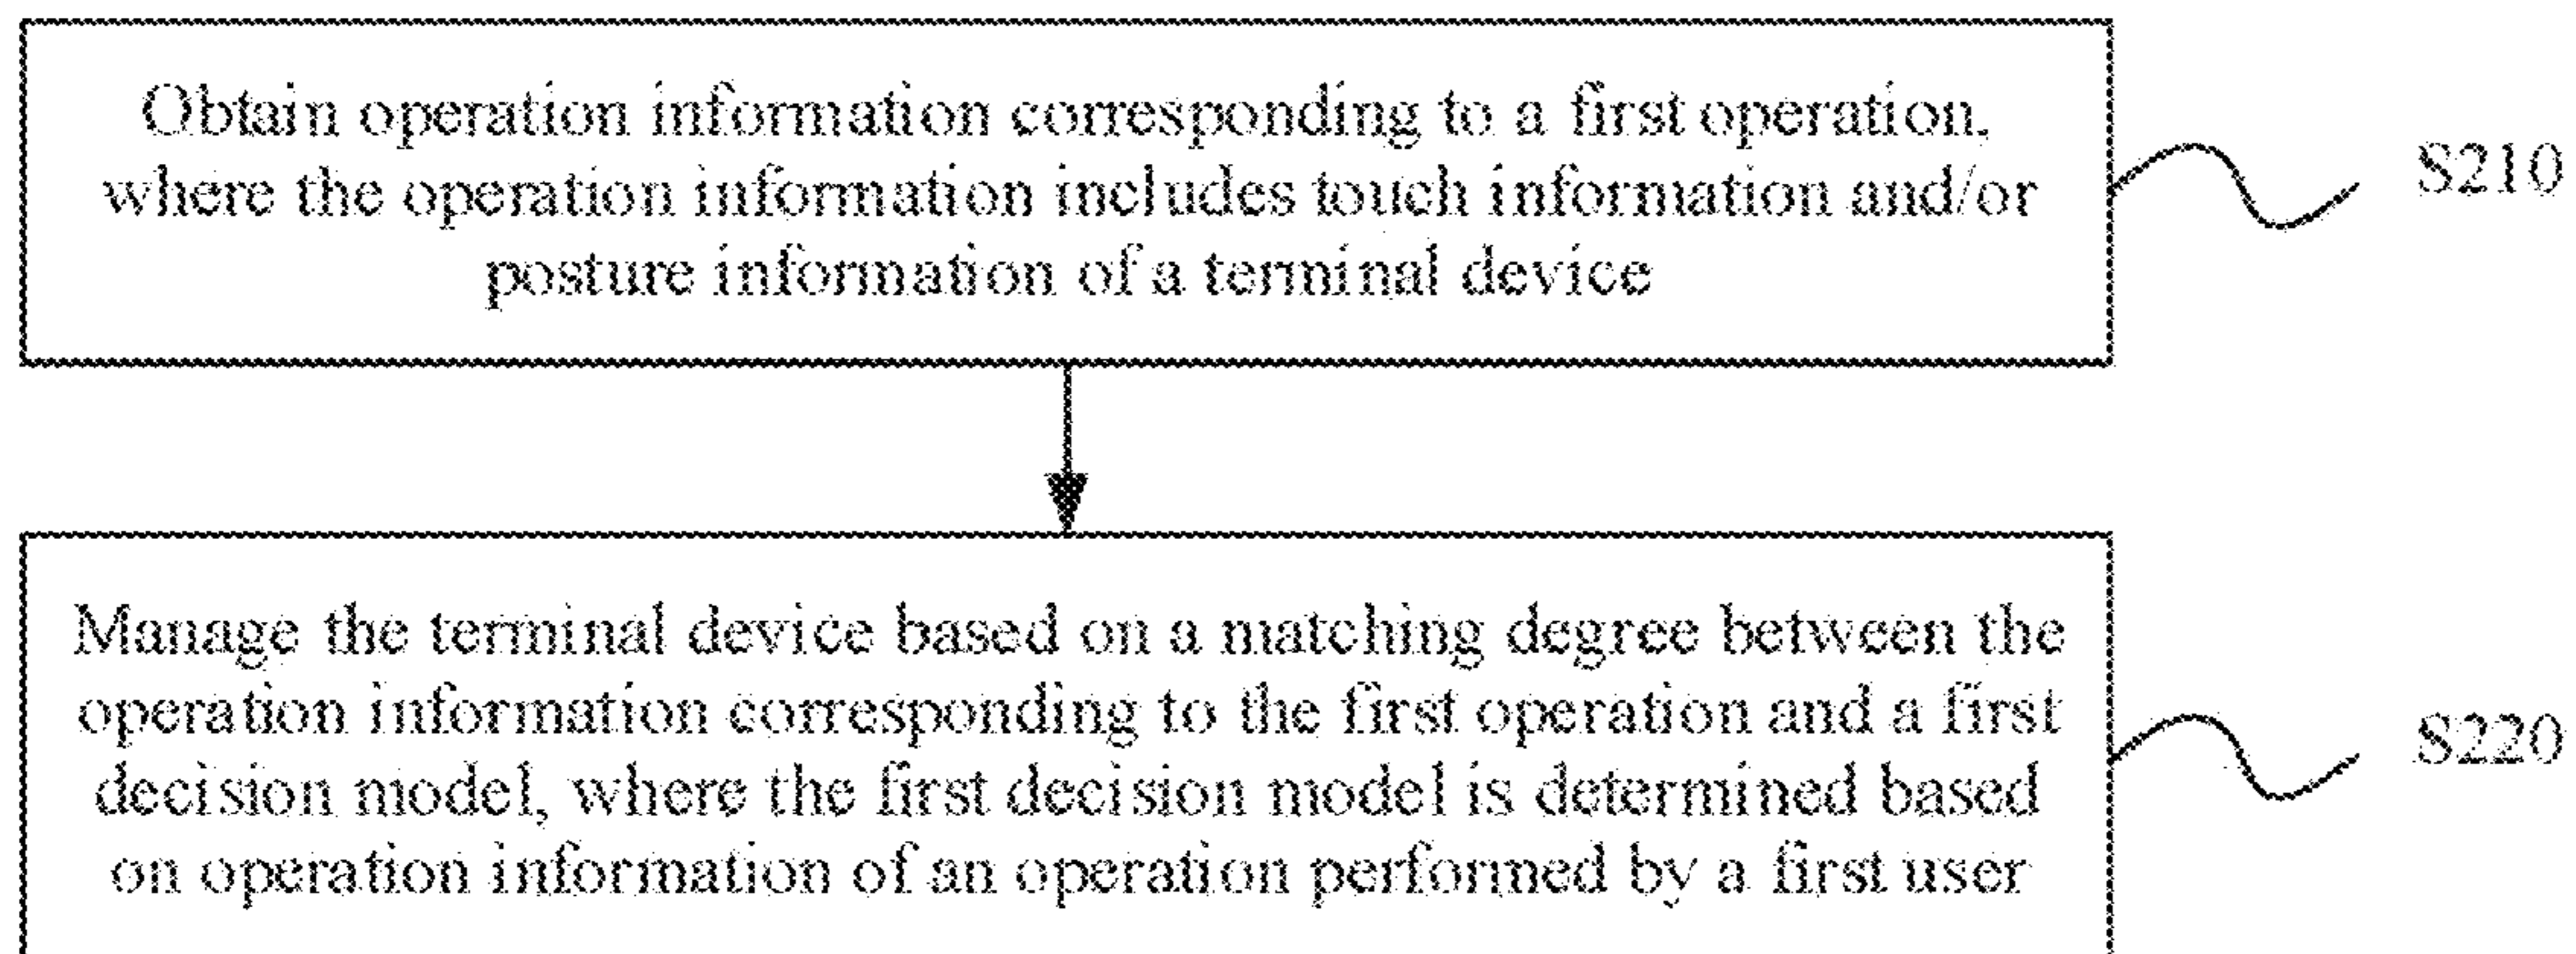 Obtain operation information corresponding to a first operation,
where the operation information includes touch information and/or
posture information of a terminal device
S210
Manage the terminal device based on a matching degree between the
operation information corresponding to the first operation and a first
decision model, where the first decision model is determined based
on operation information of an operation performed by a first user
S220